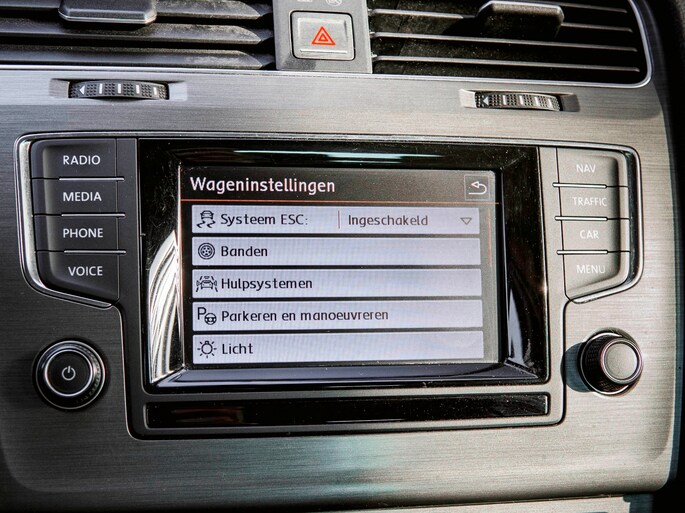 RADIO
MEDIA
PHONE
VOICE
Wageninstellingen
Systeem ESC: Ingeschakeld
Banden
Hulpsystemen
Parkeren en manoeuvreren
Licht
NAV
TRAFFIC
CAR
MENU